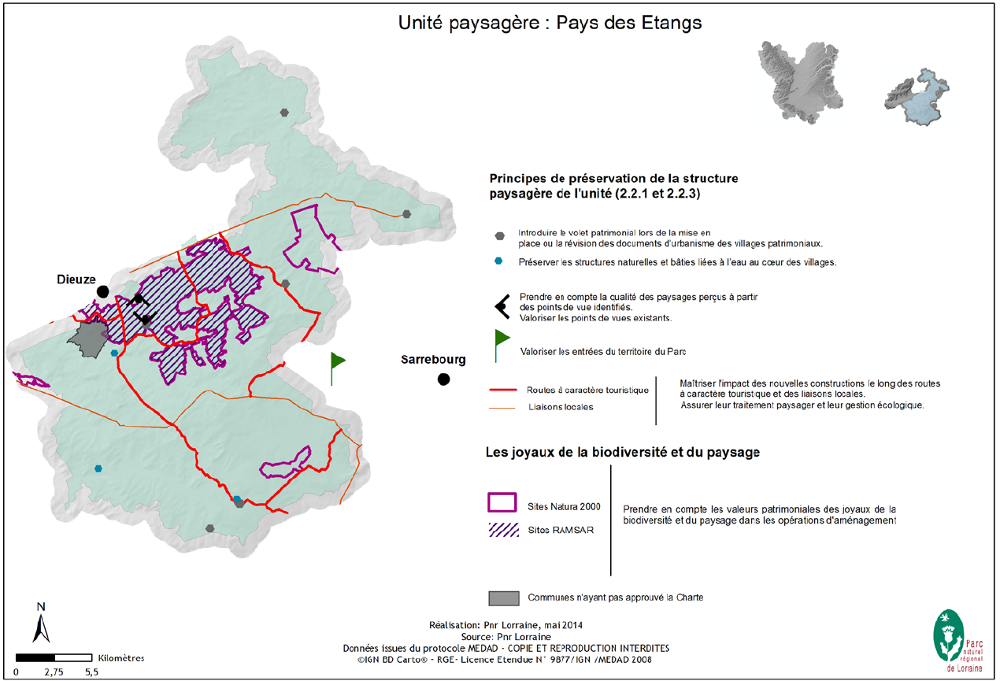 Unité paysagère : Pays des Etangs
Principes de préservation de la structure
paysagère de l'unité (2.2.1 et 2.2.3)
Introduire le volet patrimonial lors de la mise en
place ou la révision des documents d'urbanisme des villages patrimoniaux.
Préserver les structures naturelles et bâties liées à l'eau au cœur des villages.
Dieuze
Prendre en compte la qualité des paysages perçus à partir
des points de vue identifiés.
Valoriser les points de vues existants.
Valoriser les entrées du territoire du Parc
Sarrebourg
Routes à caractère touristique
Liaisons locales
Maîtriser l'impact des nouvelles constructions le long des routes
à caractère touristique et des liaisons locales.
Assurer leur traitement paysager et leur gestion écologique.
Les joyaux de la biodiversité et du paysage
Sites Natura 2000
Sites RAMSAR
Prendre en compte les valeurs patrimoniales des joyaux de la
biodiversité et du paysage dans les opérations d'aménagement
Communes n'ayant pas approuvé la Charte
N
Kilomètres
0 2,75 5,5
Réalisation: Pnr Lorraine, mai 2014
Source: Pnr Lorraine
Données issues du protocole MEDAD - COPIE ET REPRODUCTION INTERDITES
©IGN BD Carto® - RGE- Licence Etendue N° 9877/IGN /MEDAD 2008
Parc
naturel
régional
de Lorraine